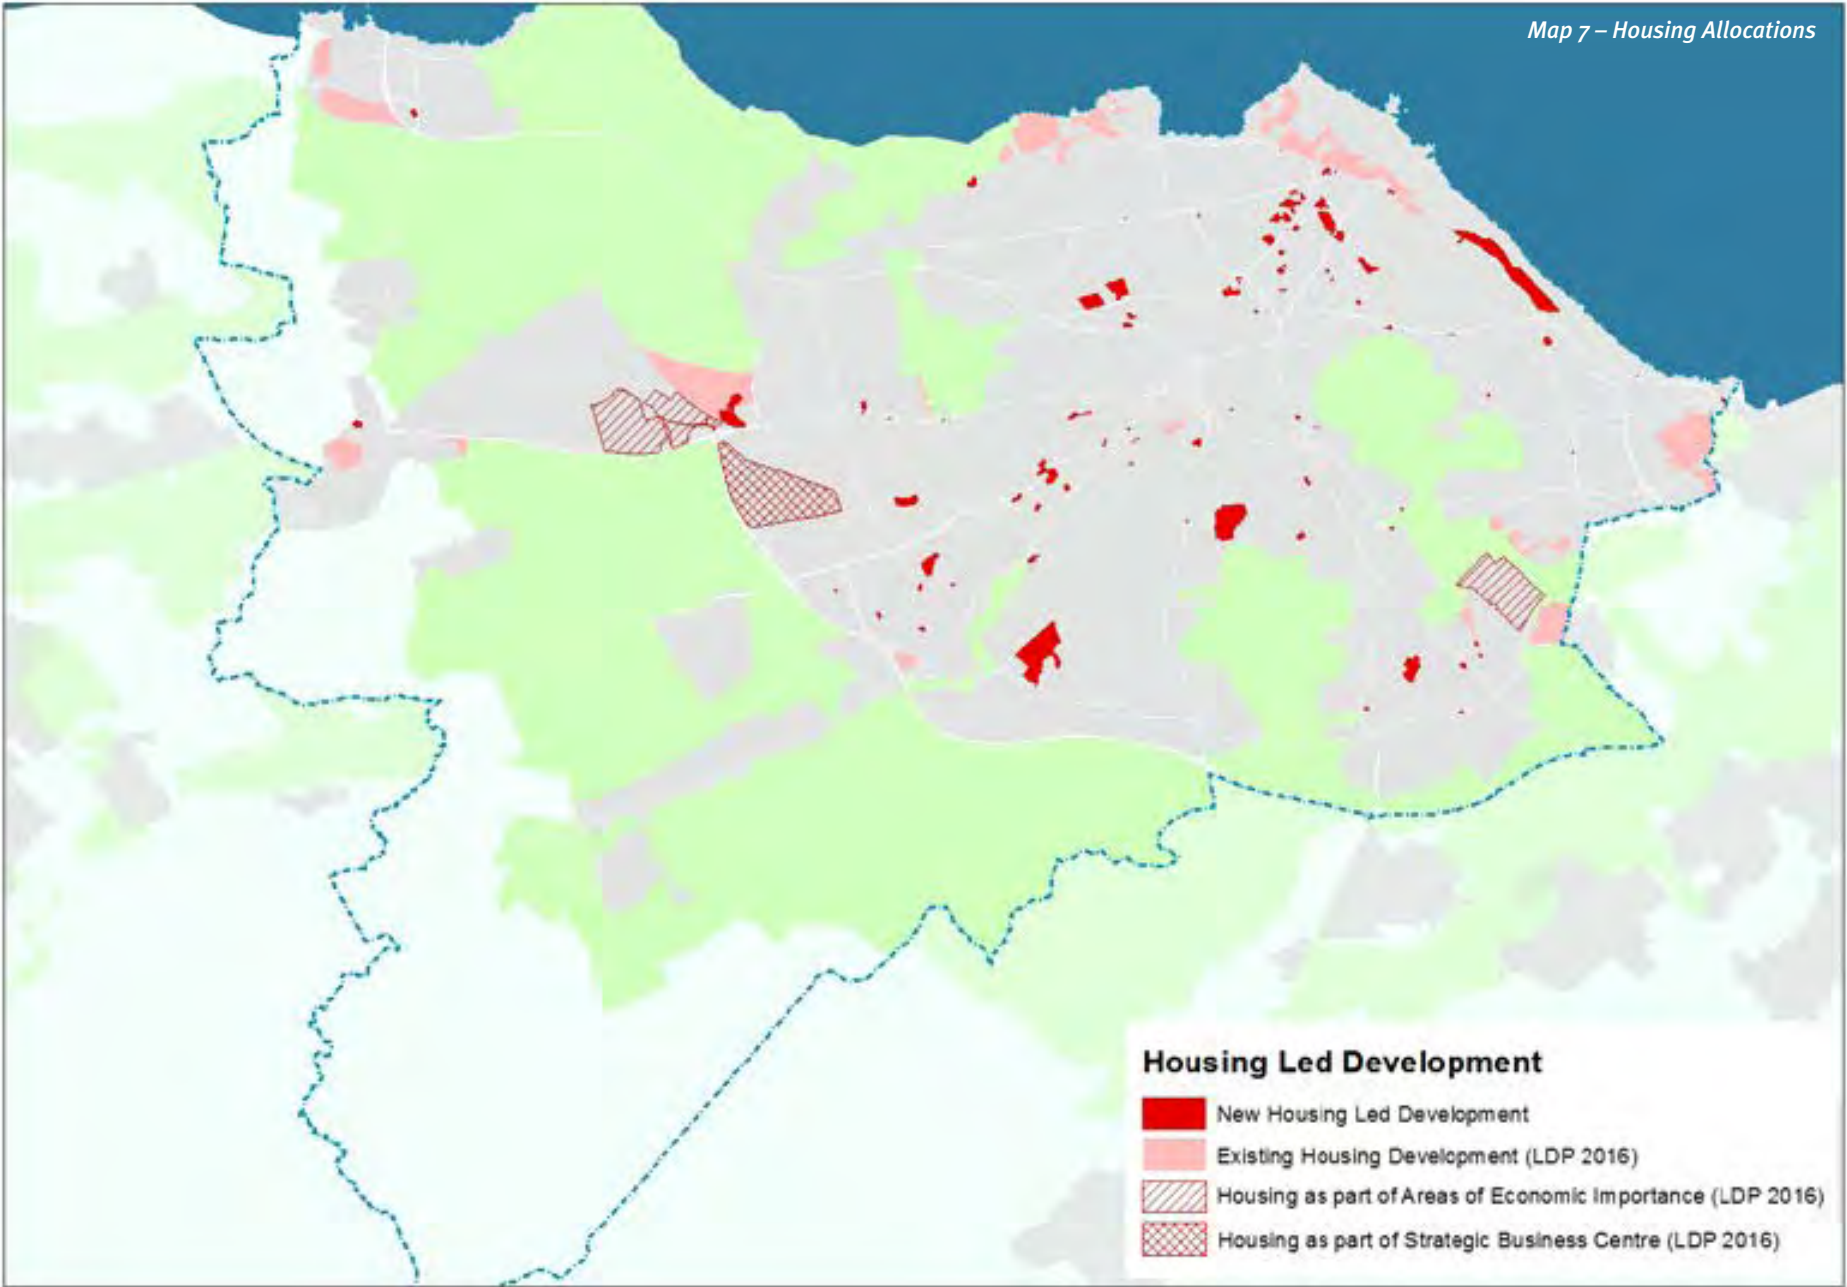 Map 7 – Housing Allocations
Housing Led Development
New Housing Led Development
Existing Housing Development (LDP 2016)
Housing as part of Areas of Economic Importance (LDP 2016)
Housing as part of Strategic Business Centre (LDP 2016)